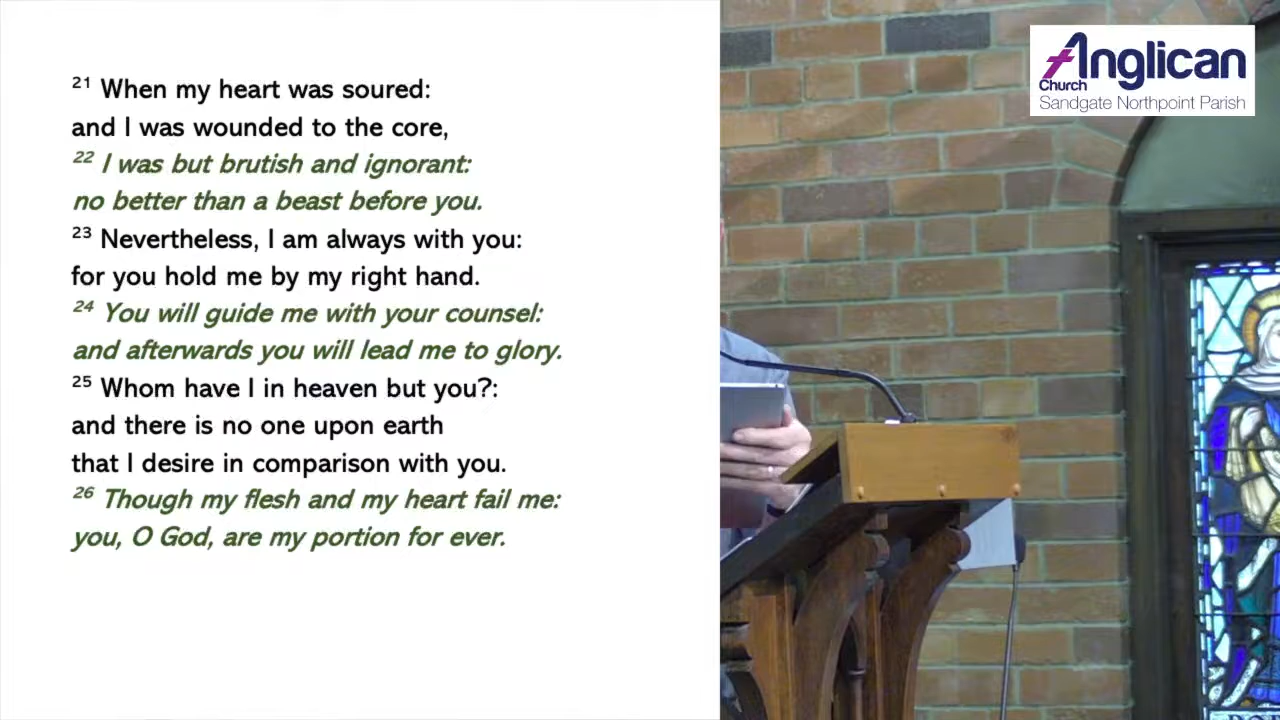 21 When my heart was soured:
and I was wounded to the core,
22 I was but brutish and ignorant:
no better than a beast before you.
23 Nevertheless, I am always with you:
for you hold me by my right hand.
24 You will guide me with your counsel:
and afterwards you will lead me to glory.
25 Whom have I in heaven but you?:
and there is no one upon earth
that I desire in comparison with you.
26 Though my flesh and my heart fail me:
you, O God, are my portion for ever.
Anglican
Church
Sandgate Northpoint Parish